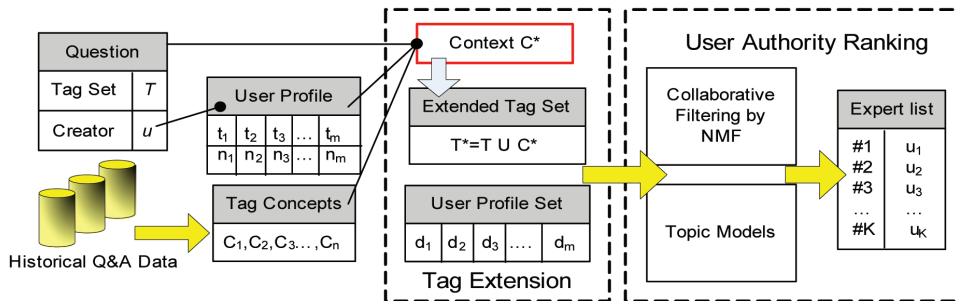 Question
Tag Set T
Creator u
Historical Q&A Data
User Profile
t1 t2 t3 ... tm
n1 n2 n3 ... nm
Tag Concepts
C1,C2,C3...,Cn
Context C*
Extended Tag Set
T*=T U C*
User Profile Set
d1 d2 d3 .... dm
Tag Extension
User Authority Ranking
Collaborative
Filtering by
NMF
Topic Models
Expert list
#1 u1
#2 u2
#3 u3
... ...
#K uK